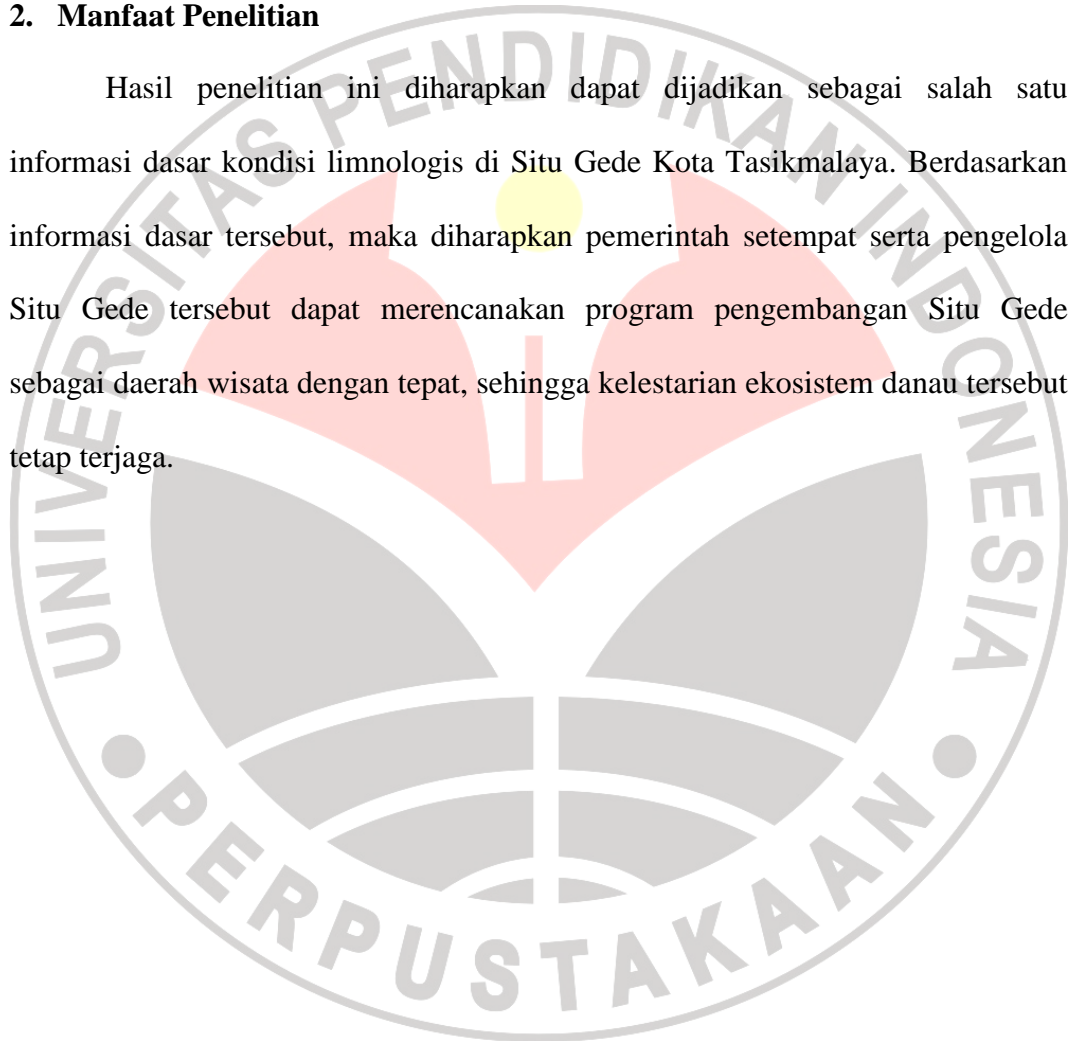 2. Manfaat Penelitian
Hasil penelitian ini diharapkan dapat dijadikan sebagai salah satu
informasi dasar kondisi limnologis di Situ Gede Kota Tasikmalaya. Berdasarkan
informasi dasar tersebut, maka diharapkan pemerintah setempat serta pengelola
Situ Gede tersebut dapat merencanakan program pengembangan Situ Gede
sebagai daerah wisata dengan tepat, sehingga kelestarian ekosistem danau tersebut
tetap terjaga.
UNIVERSITAS PENDIDIKAN INDONESIA
PERPUSTAKAAN